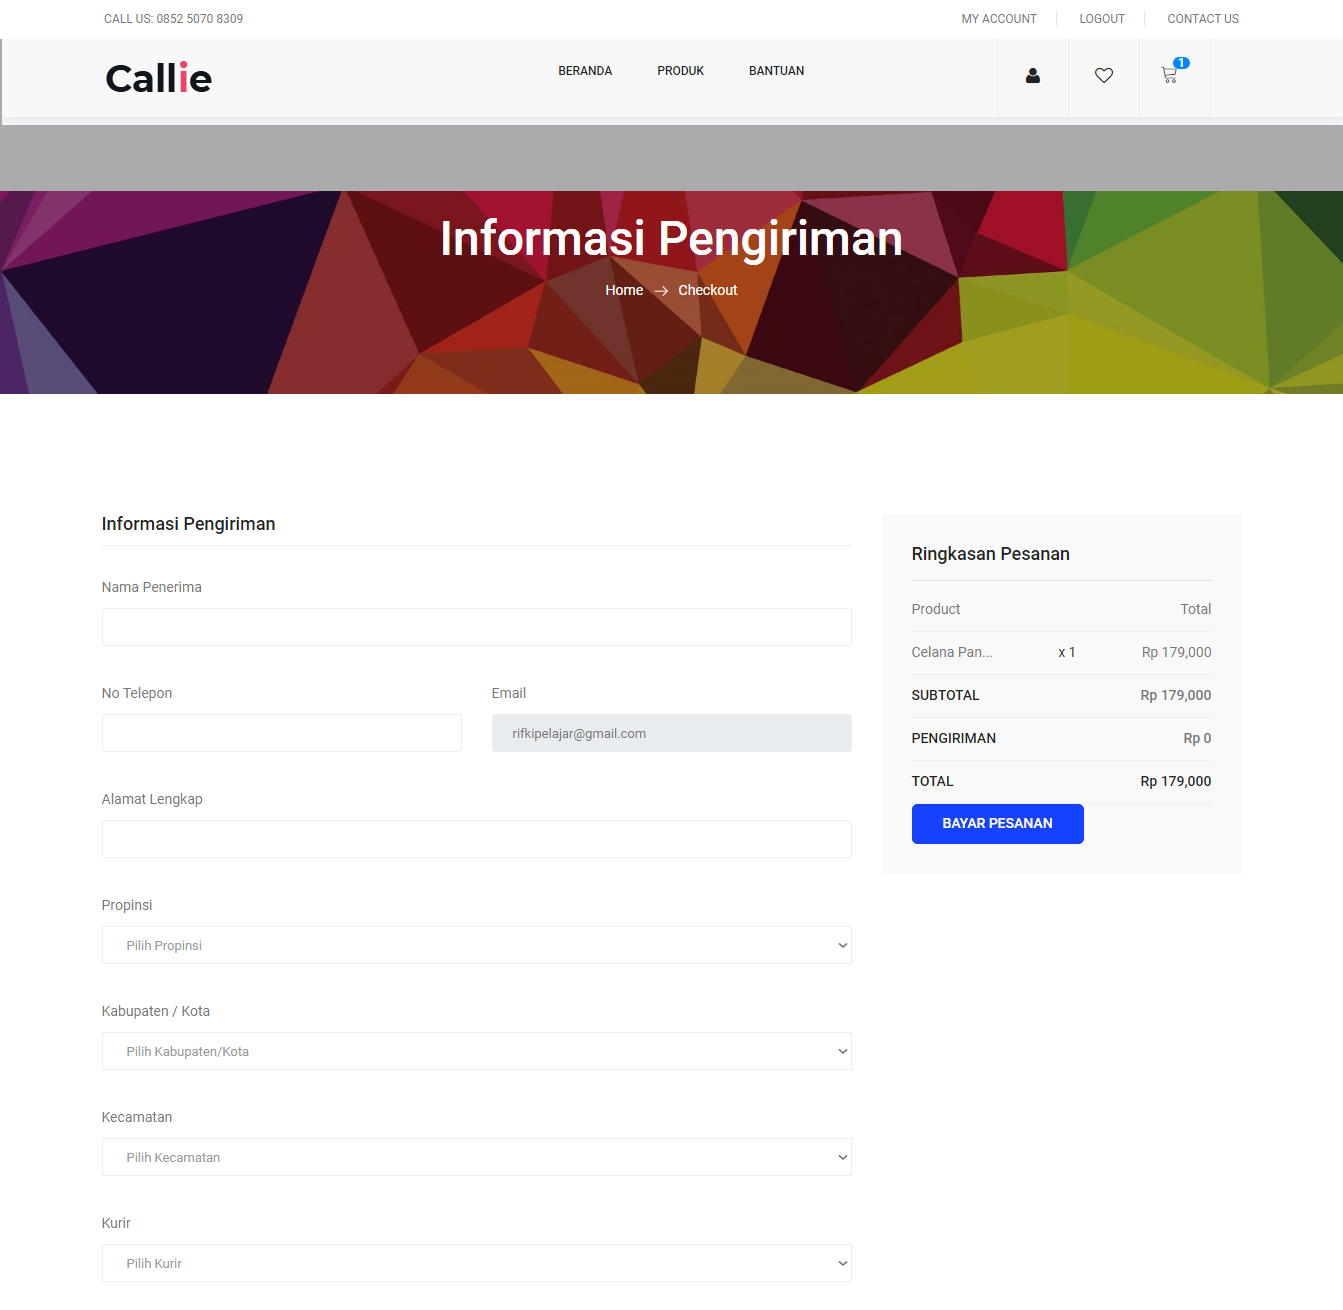 CALL US: 0852 5070 8309
MY ACCOUNT
LOGOUT
CONTACT US
Callie
BERANDA
PRODUK
BANTUAN
1
Informasi Pengiriman
Home
Checkout
Informasi Pengiriman
Nama Penerima
No Telepon
Email
rifkipelajar@gmail.com
Alamat Lengkap
Propinsi
Pilih Propinsi
Kabupaten / Kota
Pilih Kabupaten/Kota
Kecamatan
Pilih Kecamatan
Kurir
Pilih Kurir
Ringkasan Pesanan
Product Total
Celana Pan... x 1 Rp 179,000
SUBTOTAL Rp 179,000
PENGIRIMAN Rp 0
TOTAL Rp 179,000
BAYAR PESANAN